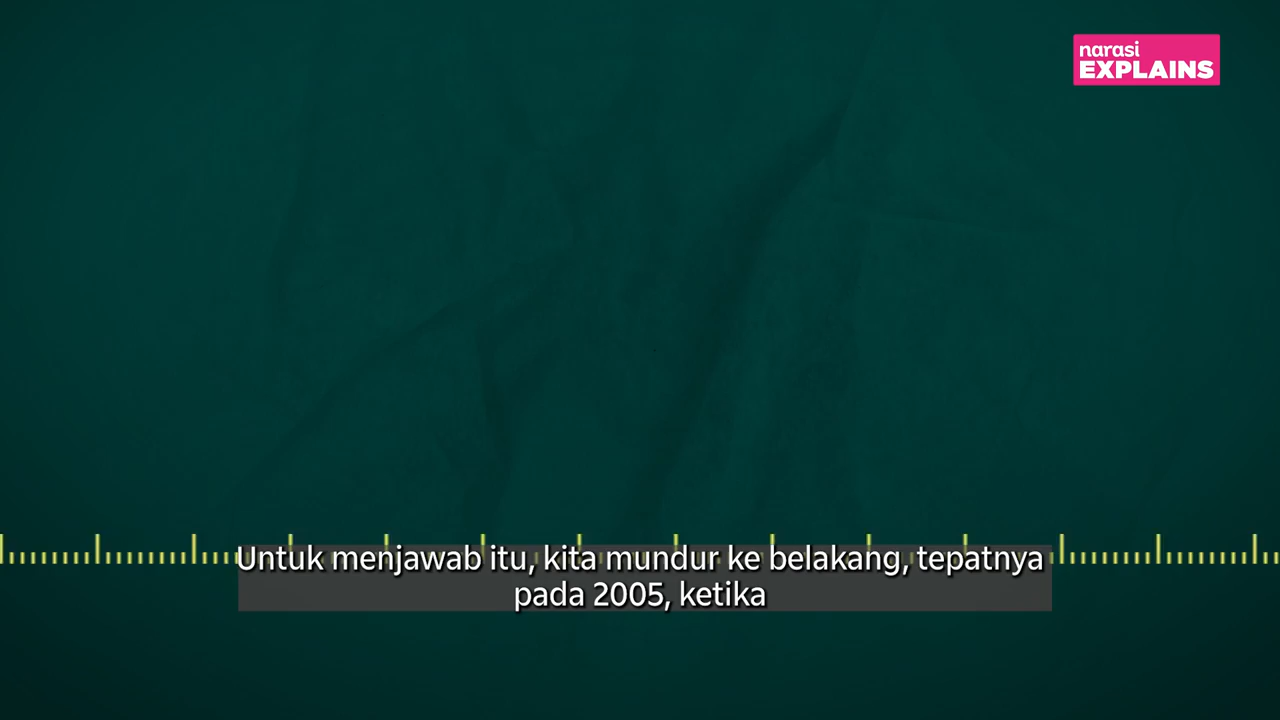 narasi
EXPLAINS
Untuk menjawab itu, kita mundur ke belakang, tepatnya
pada 2005, ketika